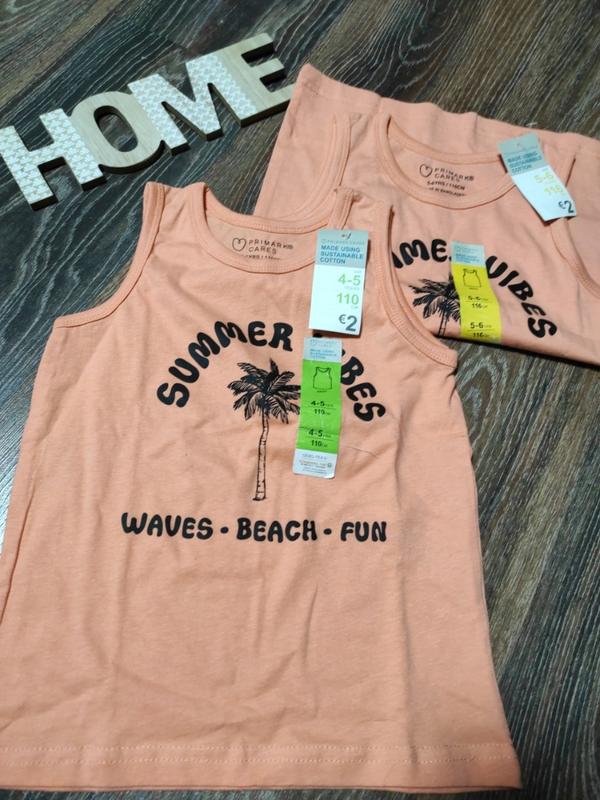 HOME
PRIMARK®
CARES
MADE USING
SUSTAINABLE
COTTON
4-5
110
€2
SUMMER VIBES
4-5
110
4-5
110
WAVES • BEACH • FUN
PRIMARK®
CARES
MADE USING
SUSTAINABLE
COTTON
5-6
116
€2
VIBES
5-6
116
5-6
116